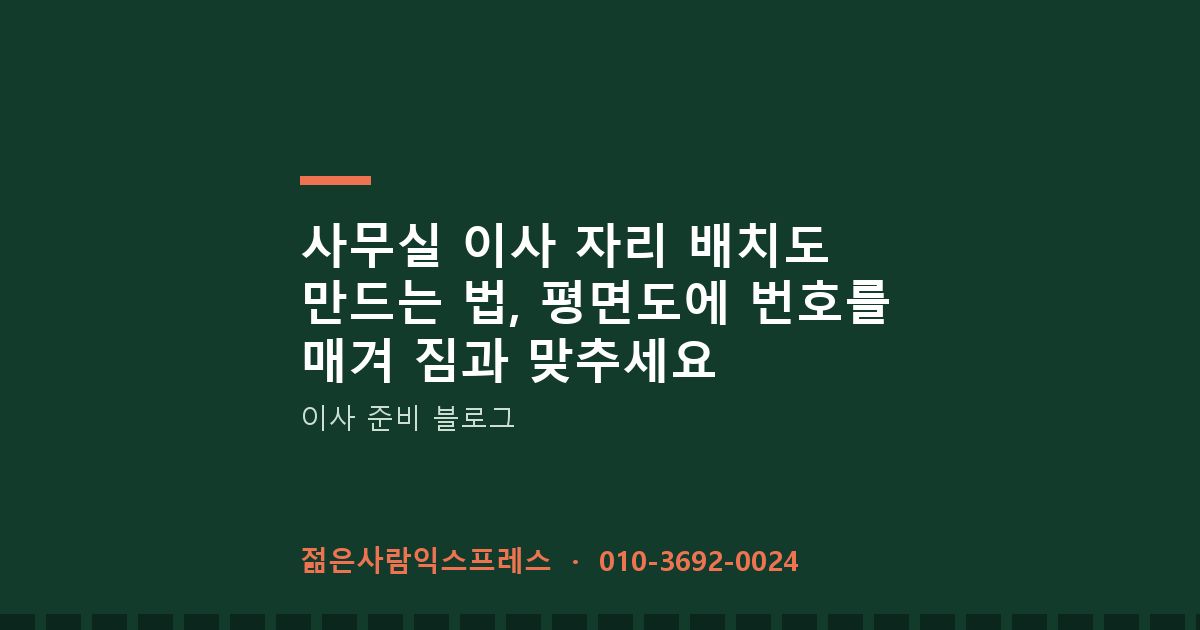 사무실 이사 자리 배치도
만드는 법, 평면도에 번호를
매겨 짐과 맞추세요
이사 준비 블로그
젊은사람익스프레스 · 010-3692-0024